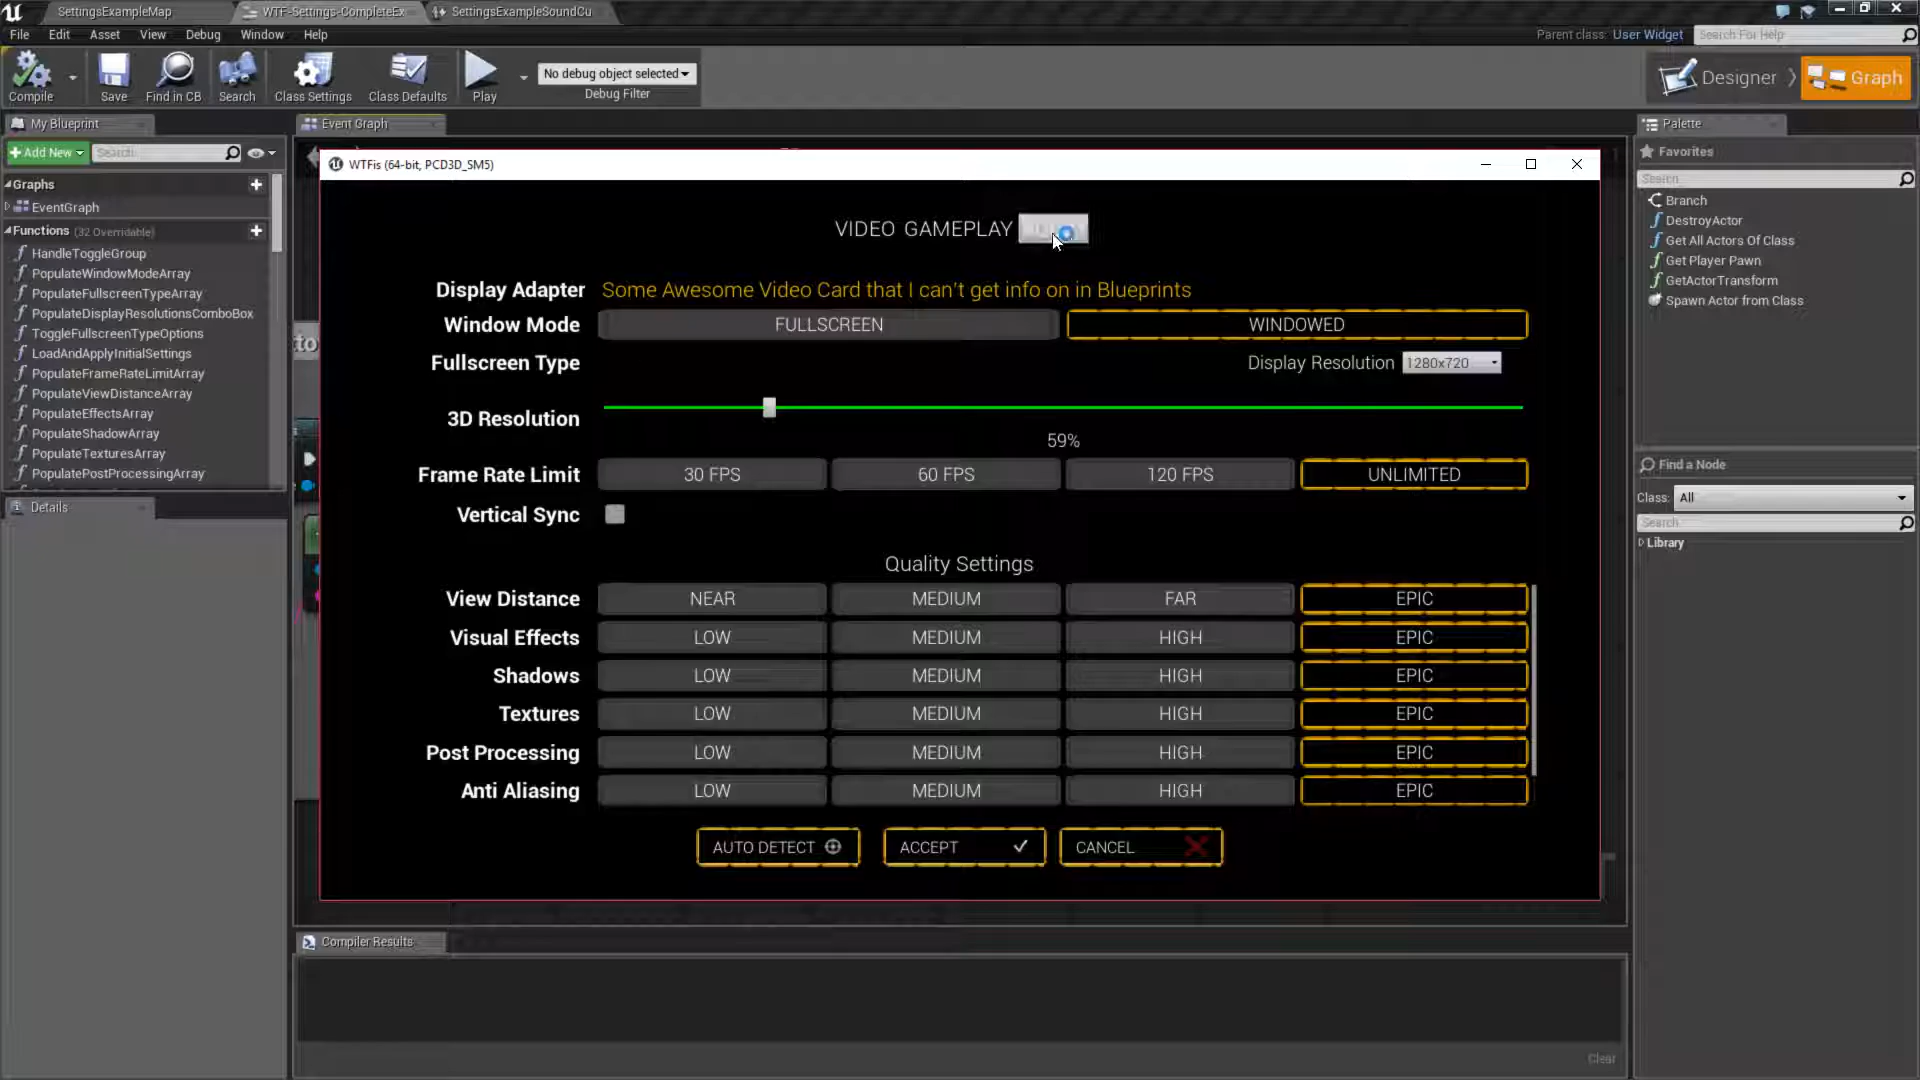 SettingsExampleMap WTF-Settings-CompleteEx SettingsExampleSoundCu
File Edit Asset View Debug Window Help
Parent class: User Widget Search For Help
Compile Save Find in CB Search Class Settings Class Defaults Play
No debug object selected
Debug Filter
Designer Graph
My Blueprint
Event Graph
Palette
Add New Search
Favorites
WTFis (64-bit, PCD3D_SM5)
Search
Graphs
EventGraph
Functions (32 Overridable)
HandleToggleGroup
PopulateWindowModeArray
PopulateFullscreenTypeArray
PopulateDisplayResolutionsComboBox
ToggleFullscreenTypeOptions
LoadAndApplyInitialSettings
PopulateFrameRateLimitArray
PopulateViewDistanceArray
PopulateEffectsArray
PopulateShadowArray
PopulateTexturesArray
PopulatePostProcessingArray
Details
VIDEO GAMEPLAY
Display Adapter Some Awesome Video Card that I can't get info on in Blueprints
Window Mode FULLSCREEN WINDOWED
Fullscreen Type Display Resolution 1280x720
3D Resolution
59%
Frame Rate Limit 30 FPS 60 FPS 120 FPS UNLIMITED
Vertical Sync
Quality Settings
View Distance NEAR MEDIUM FAR EPIC
Visual Effects LOW MEDIUM HIGH EPIC
Shadows LOW MEDIUM HIGH EPIC
Textures LOW MEDIUM HIGH EPIC
Post Processing LOW MEDIUM HIGH EPIC
Anti Aliasing LOW MEDIUM HIGH EPIC
AUTO DETECT ACCEPT CANCEL
Branch
DestroyActor
Get All Actors Of Class
Get Player Pawn
GetActorTransform
Spawn Actor from Class
Find a Node
Class: All
Search
Library
Compiler Results
Clear